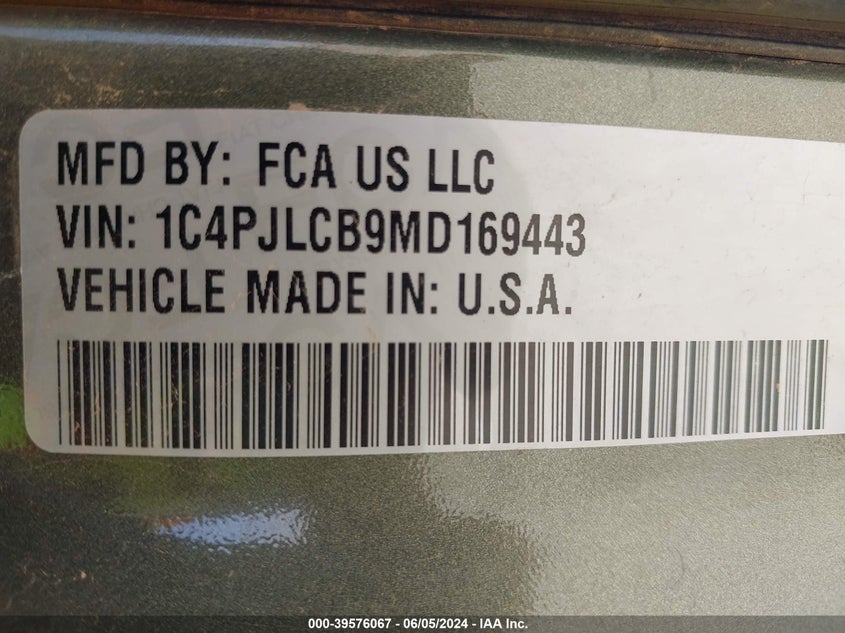 MFD BY: FCA US LLC
VIN: 1C4PJLCB9MD169443
VEHICLE MADE IN: U.S.A.
000-39576067 - 06/05/2024 - IAA Inc.